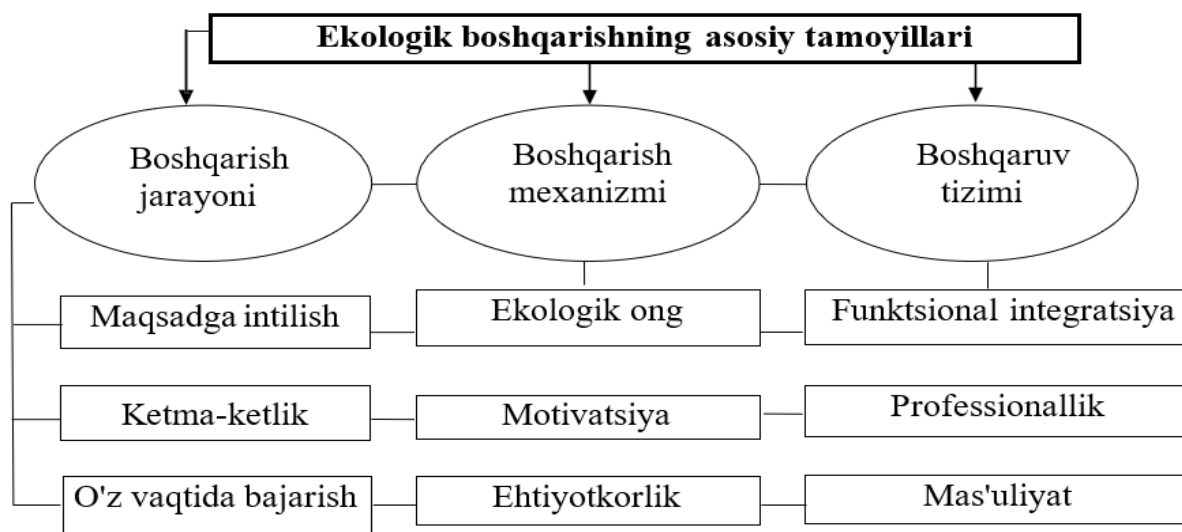 Ekologik boshqarishning asosiy tamoyillari
Boshqarish
jarayoni
Boshqarish
mexanizmi
Boshqaruv
tizimi
Maqsadga intilish
Ekologik ong
Funktsional integratsiya
Ketma-ketlik
Motivatsiya
Professionallik
O'z vaqtida bajarish
Ehtiyotkorlik
Mas'uliyat